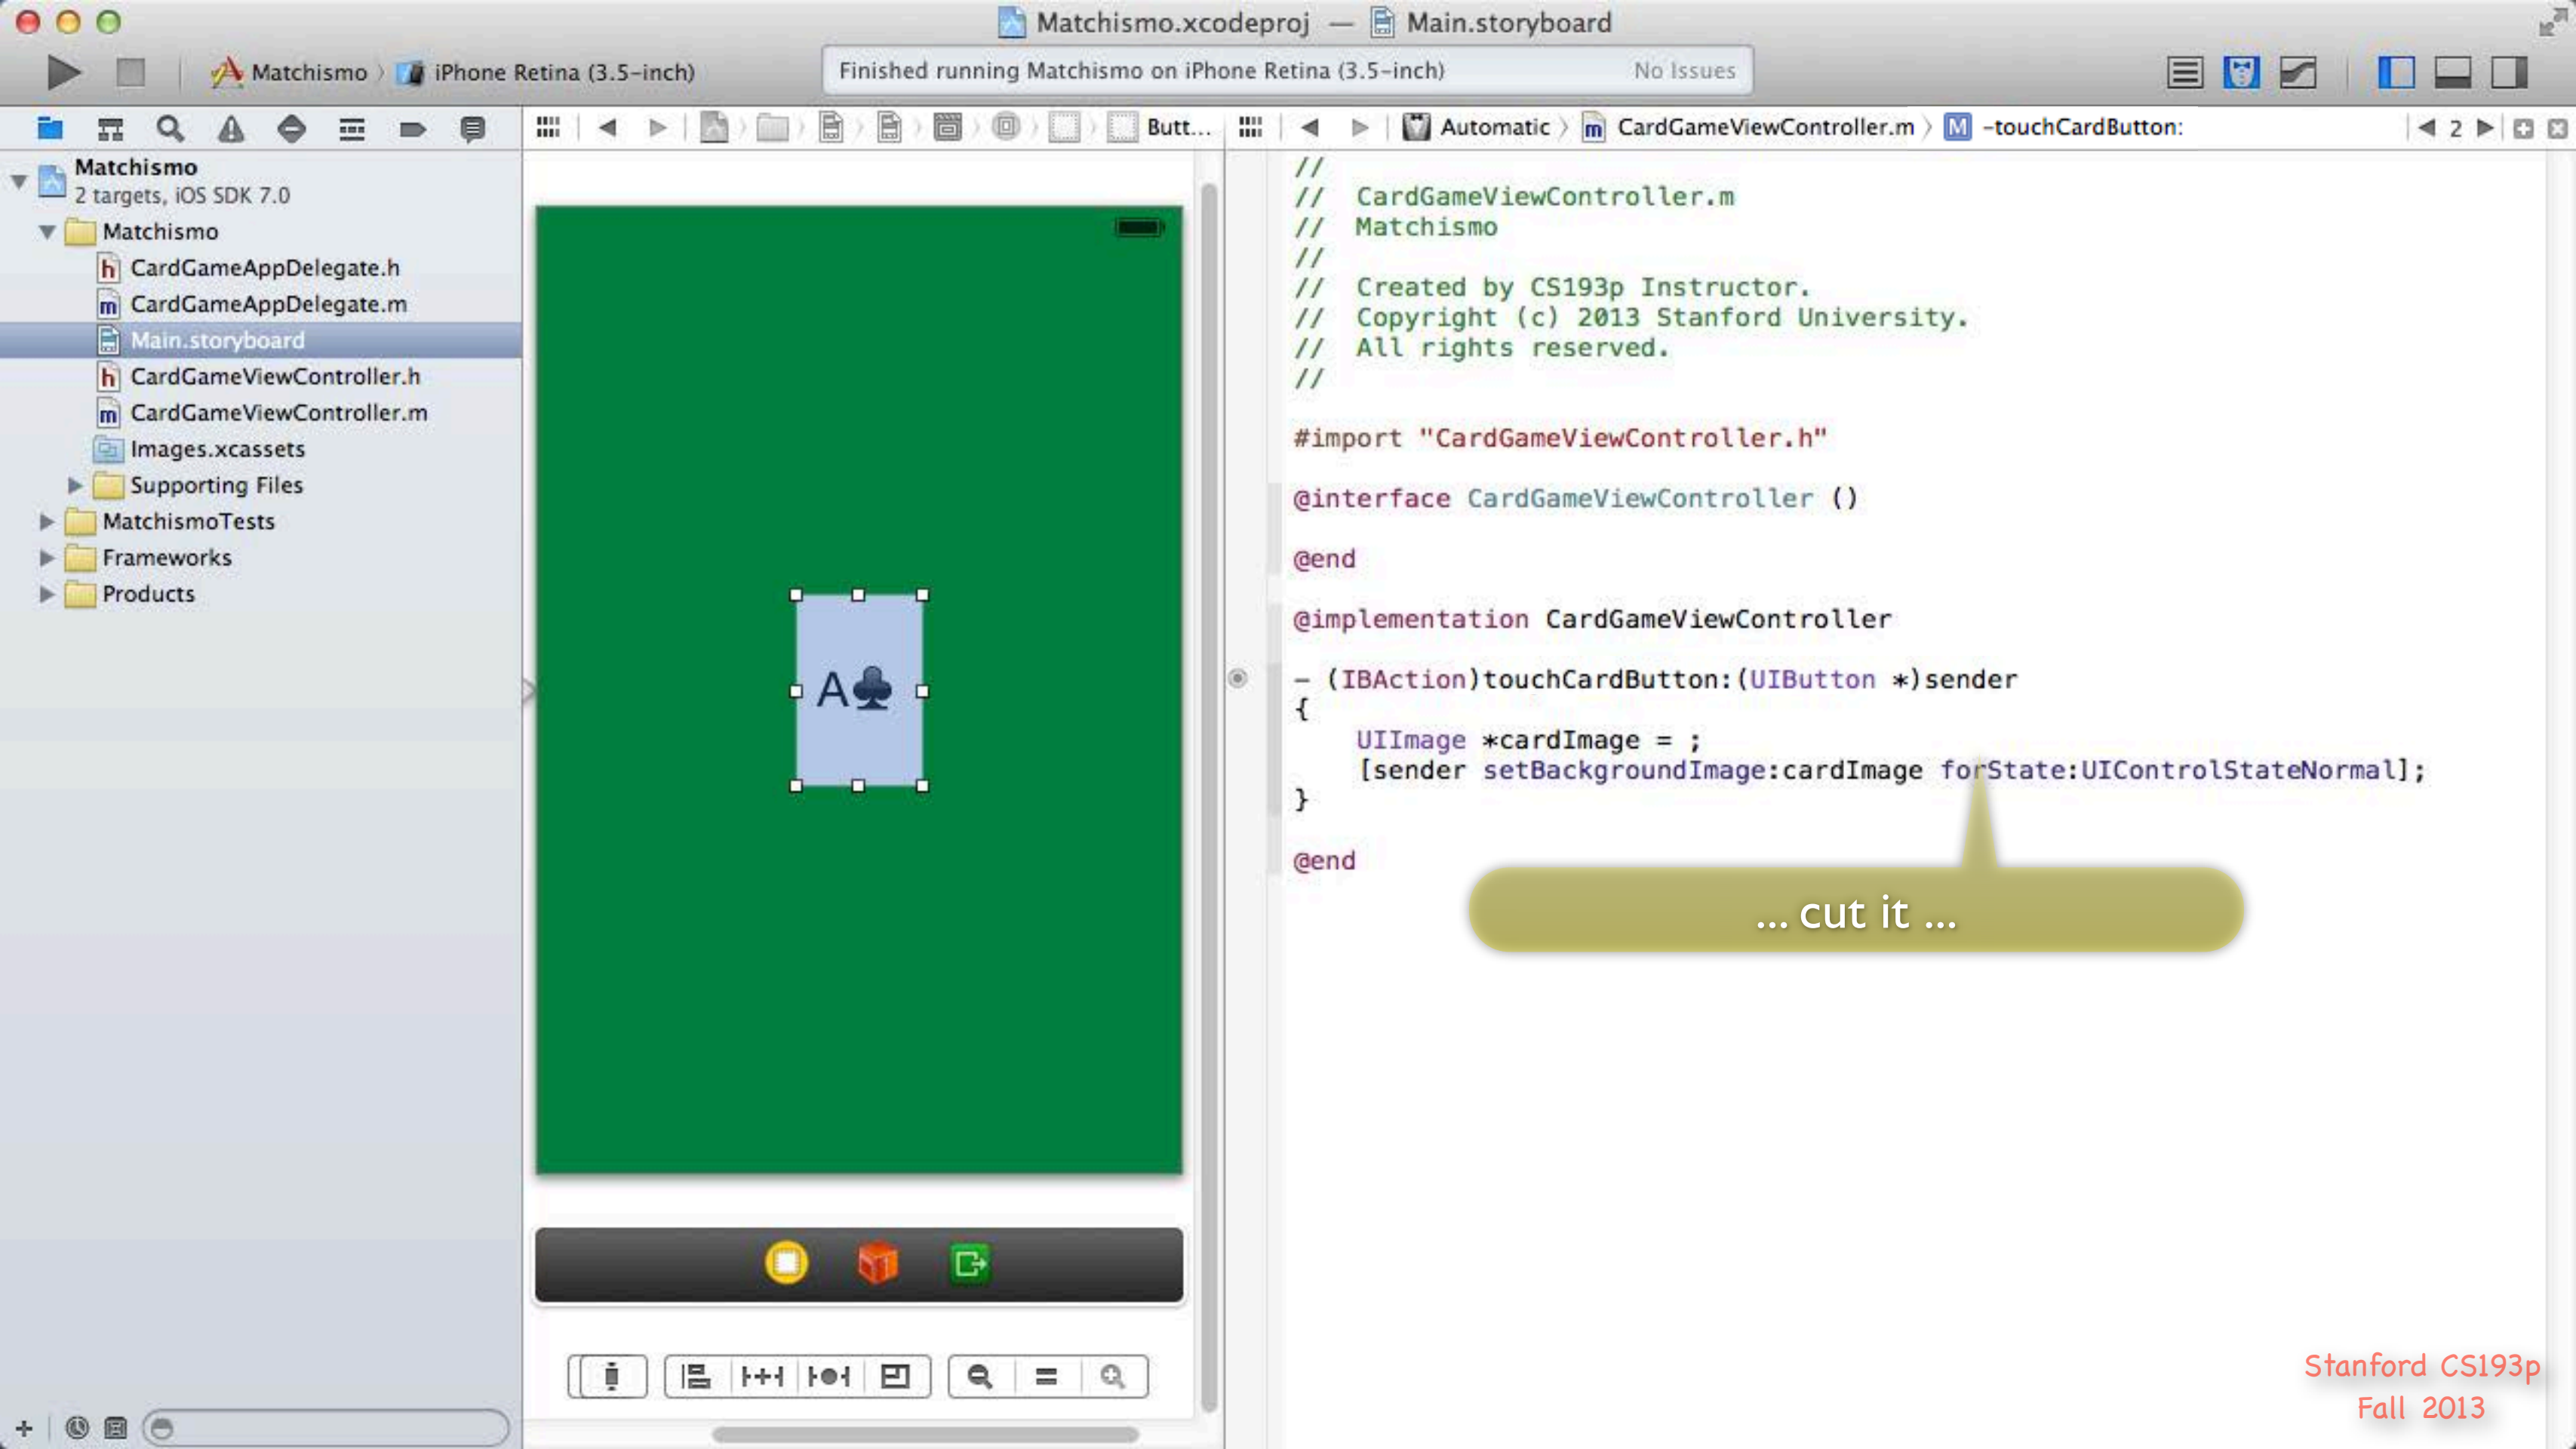 Matchismo.xcodeproj — Main.storyboard
Matchismo
iPhone Retina (3.5-inch)
Finished running Matchismo on iPhone Retina (3.5-inch)
No Issues
Butt...
Automatic
CardGameViewController.m
M
-touchCardButton:
2
Matchismo
2 targets, iOS SDK 7.0
Matchismo
h CardGameAppDelegate.h
m CardGameAppDelegate.m
Main.storyboard
h CardGameViewController.h
m CardGameViewController.m
Images.xcassets
Supporting Files
MatchismoTests
Frameworks
Products
A♣
//
// CardGameViewController.m
// Matchismo
//
// Created by CS193p Instructor.
// Copyright (c) 2013 Stanford University.
// All rights reserved.
//
#import "CardGameViewController.h"
@interface CardGameViewController ()
@end
@implementation CardGameViewController
- (IBAction)touchCardButton:(UIButton *)sender
{
UIImage *cardImage = ;
[sender setBackgroundImage:cardImage forState:UIControlStateNormal];
}
@end
... cut it ...
Stanford CS193p
Fall 2013